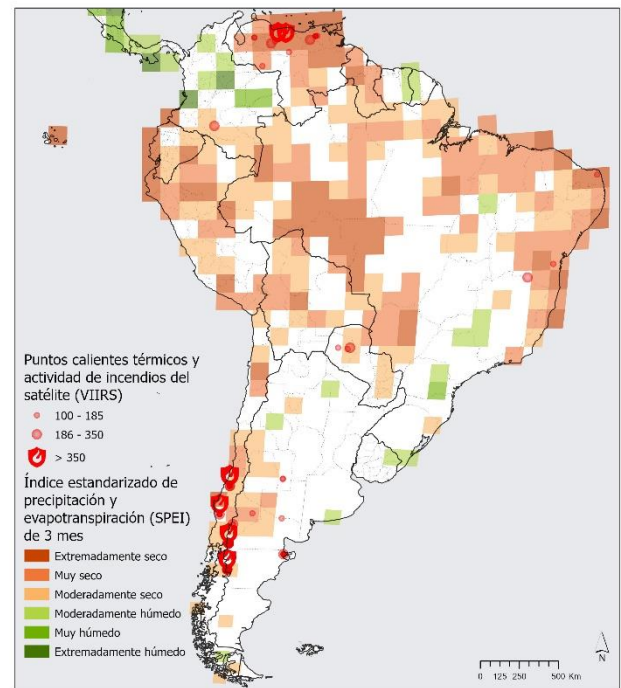 Puntos calientes térmicos y
actividad de incendios del
satélite (VIIRS)
100 - 185
186 - 350
> 350
Índice estandarizado de
precipitación y
evapotranspiración (SPEI)
de 3 mes
Extremadamente seco
Muy seco
Moderadamente seco
Moderadamente húmedo
Muy húmedo
Extremadamente húmedo
N
0 125 250 500 Km